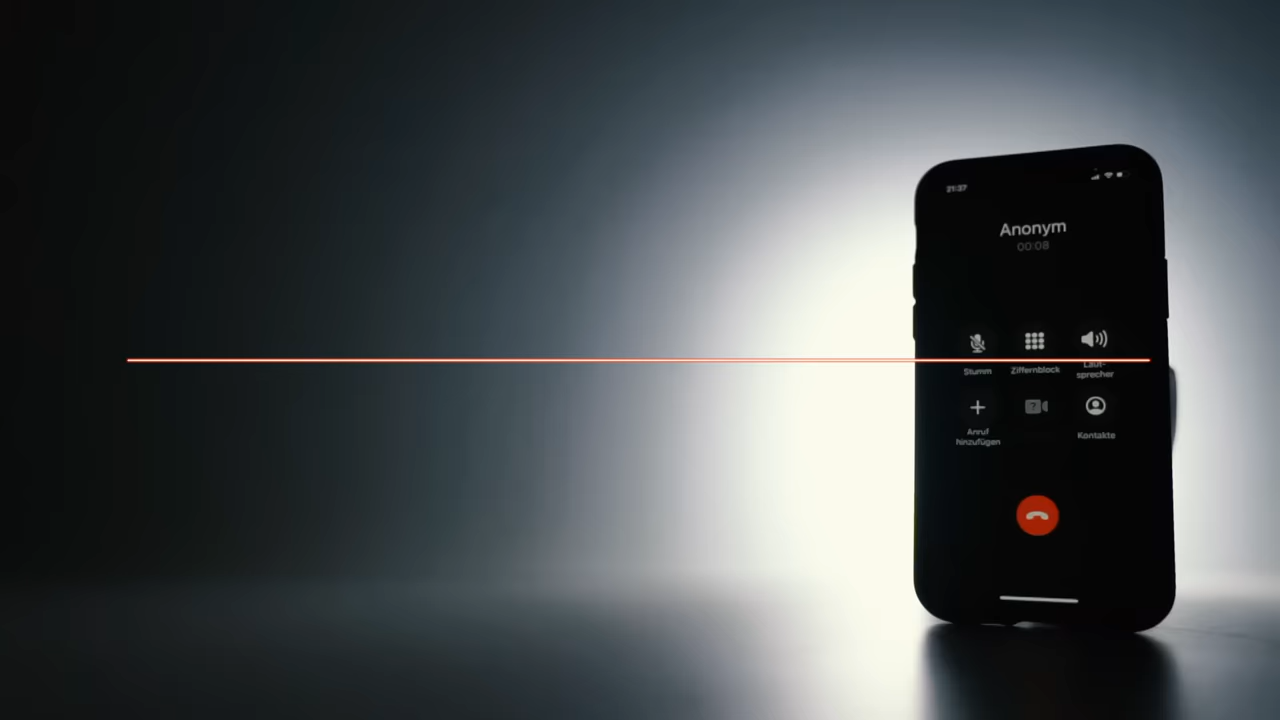 21:37
Anonym
00:08
Stumm
Ziffernblock
Laut-
sprecher
Anruf
hinzufügen
?
Kontakte